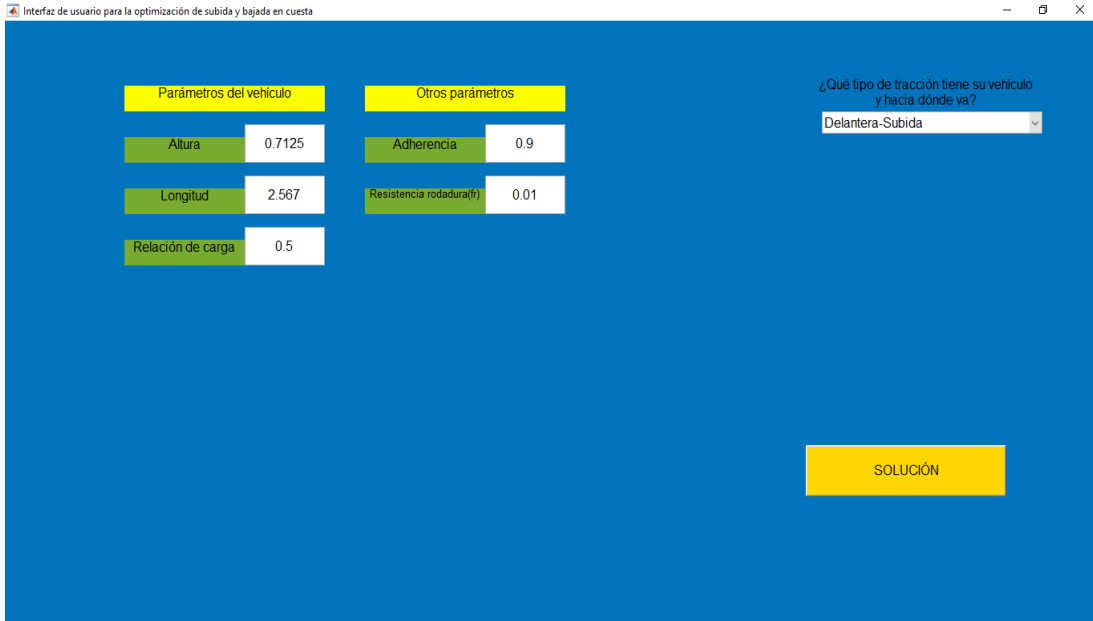 Interfaz de usuario para la optimización de subida y bajada en cuesta
Parámetros del vehículo
Altura
0.7125
Longitud
2.567
Relación de carga
0.5
Otros parámetros
Adherencia
0.9
Resistencia rodadura(fr)
0.01
¿Qué tipo de tracción tiene su vehículo
y hacia dónde va?
Delantera-Subida
SOLUCIÓN